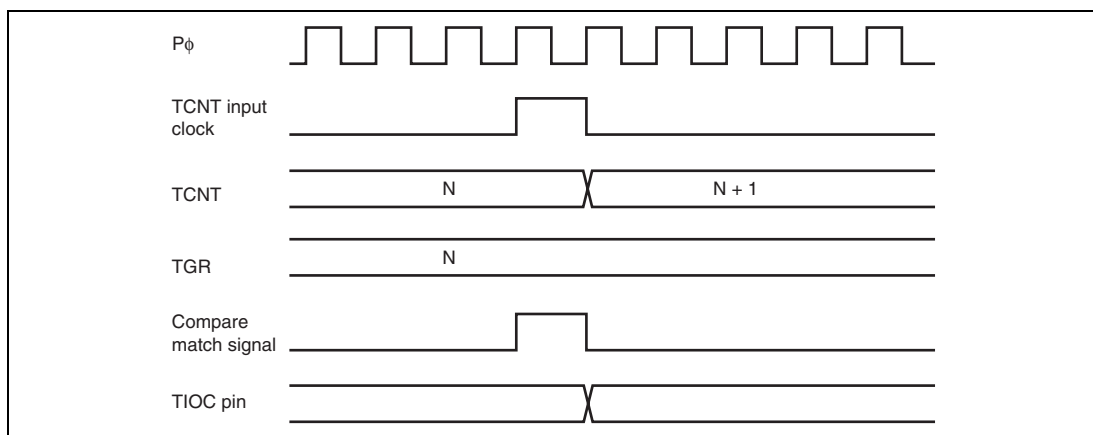 Pϕ
TCNT input
clock
TCNT
N
N + 1
TGR
N
Compare
match signal
TIOC pin